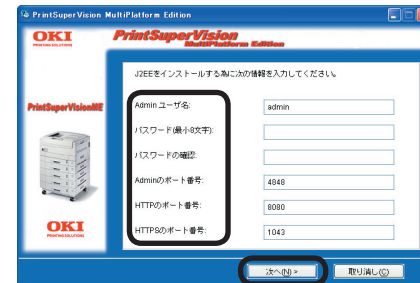 PrintSuperVision MultiPlatform Edition
OKI
PRINTING SOLUTIONS
PrintSuperVision
MultiPlatform Edition
J2EEをインストールする為に次の情報を入力してください。
PrintSuperVisionME
Admin ユーザ名:
admin
パスワード(最小8文字):
パスワードの確認:
Adminのポート番号:
4848
HTTPのポート番号:
8080
HTTPSのポート番号:
1043
OKI
PRINTING SOLUTIONS
次へ(N) >
取り消し(C)